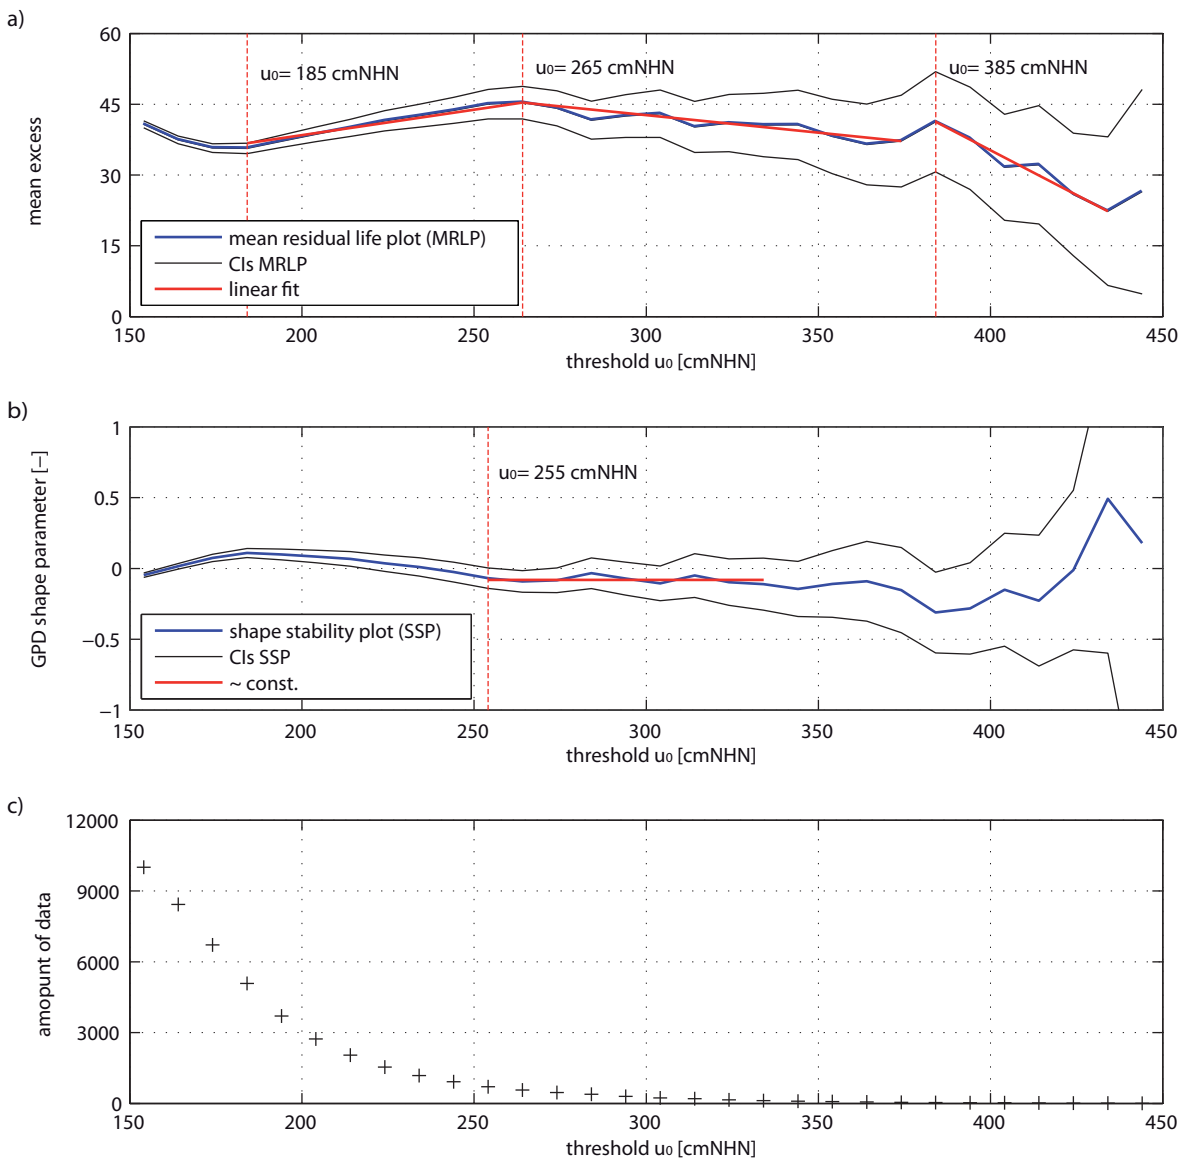 a)
60
45
30
15
0
mean excess
u₀= 185 cmNHN
u₀= 265 cmNHN
u₀= 385 cmNHN
mean residual life plot (MRLP)
CIs MRLP
linear fit
150 200 250 300 350 400 450
threshold u₀ [cmNHN]
b)
1
0.5
0
−0.5
−1
GPD shape parameter [−]
u₀= 255 cmNHN
shape stability plot (SSP)
CIs SSP
~ const.
150 200 250 300 350 400 450
threshold u₀ [cmNHN]
c)
12000
9000
6000
3000
0
amopunt of data
150 200 250 300 350 400 450
threshold u₀ [cmNHN]